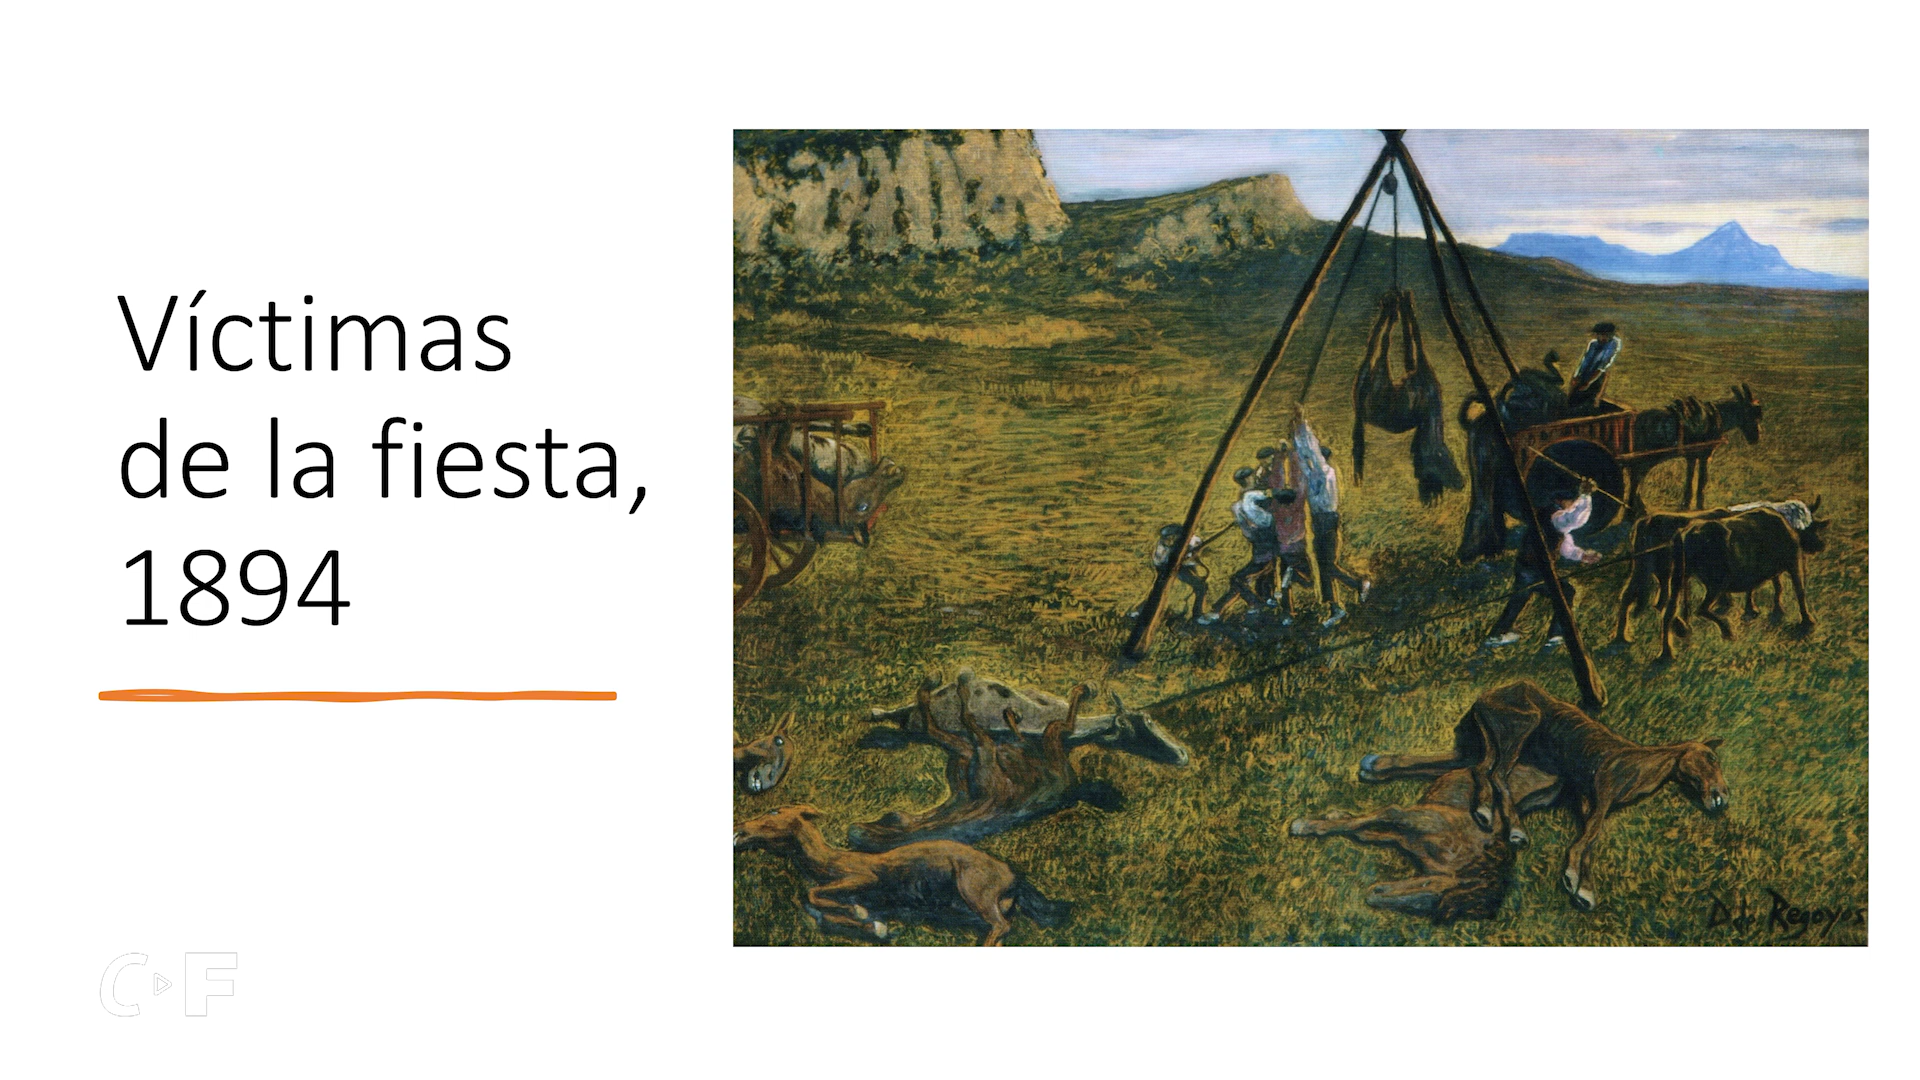 Víctimas
de la fiesta,
1894
D. de Regoyos
C F